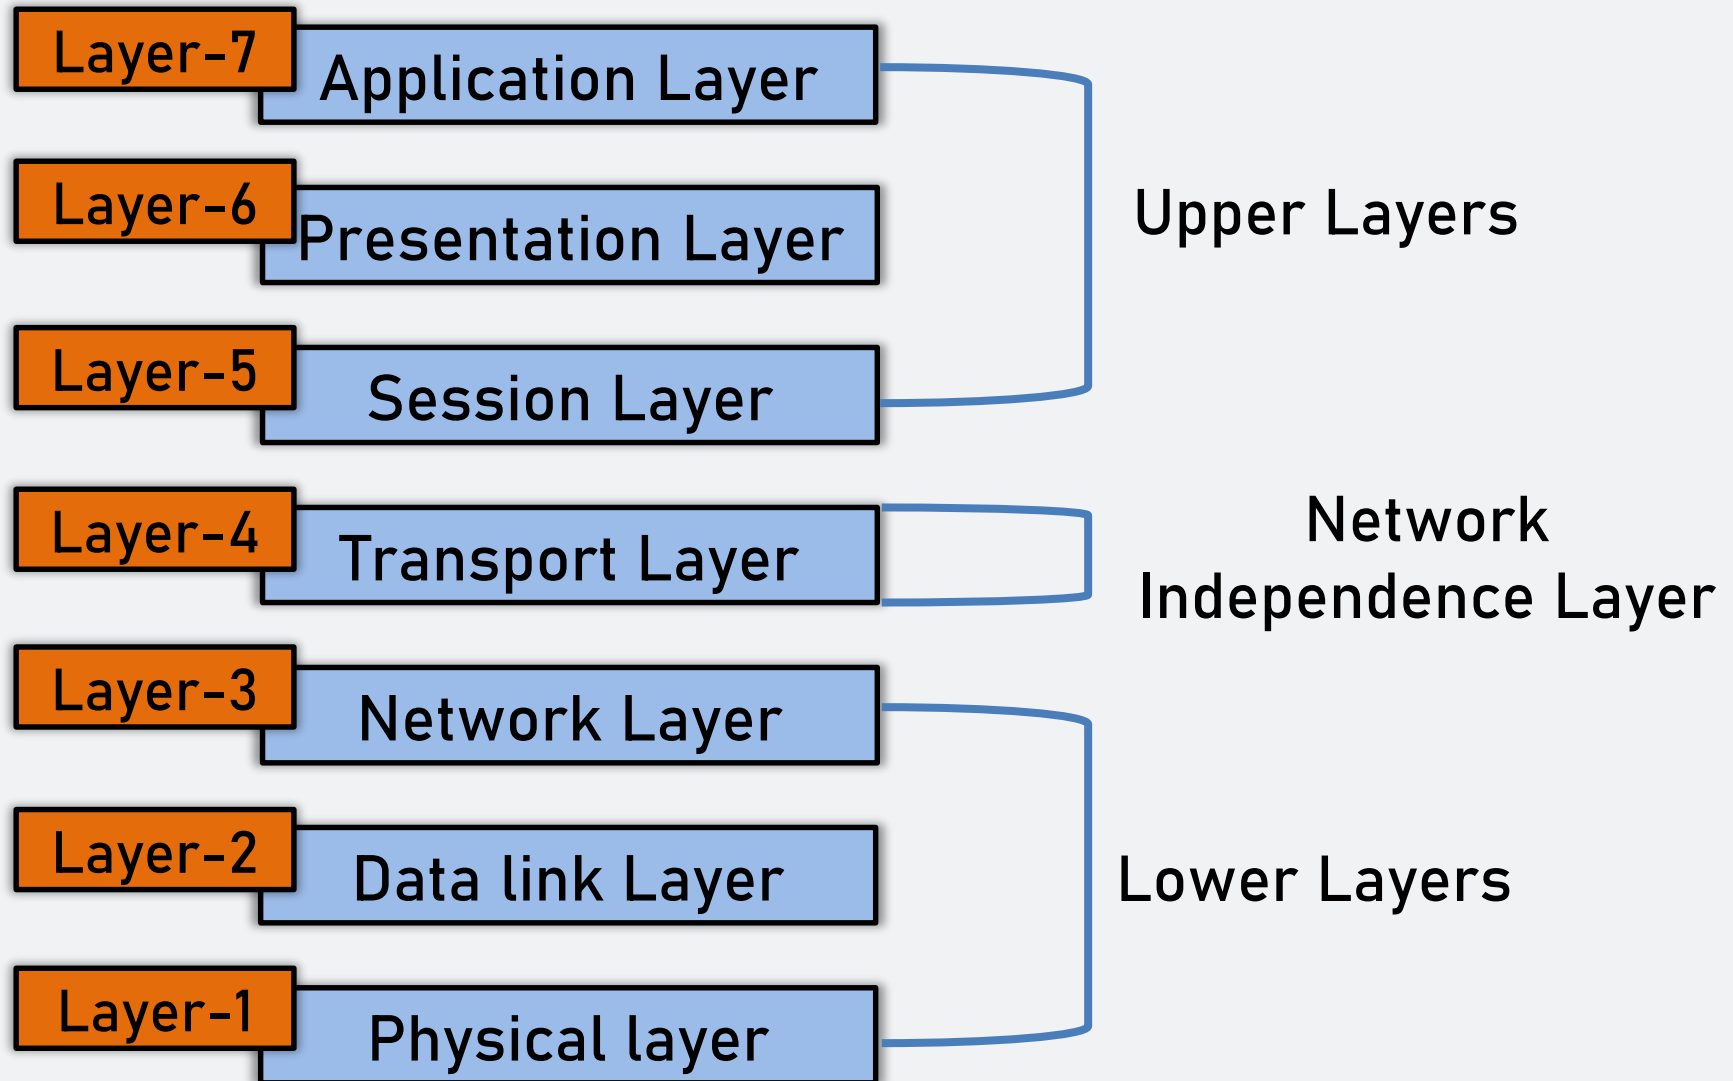 Layer-7
Application Layer
Layer-6
Presentation Layer
Upper Layers
Layer-5
Session Layer
Layer-4
Transport Layer
Network
Independence Layer
Layer-3
Network Layer
Layer-2
Data link Layer
Lower Layers
Layer-1
Physical layer